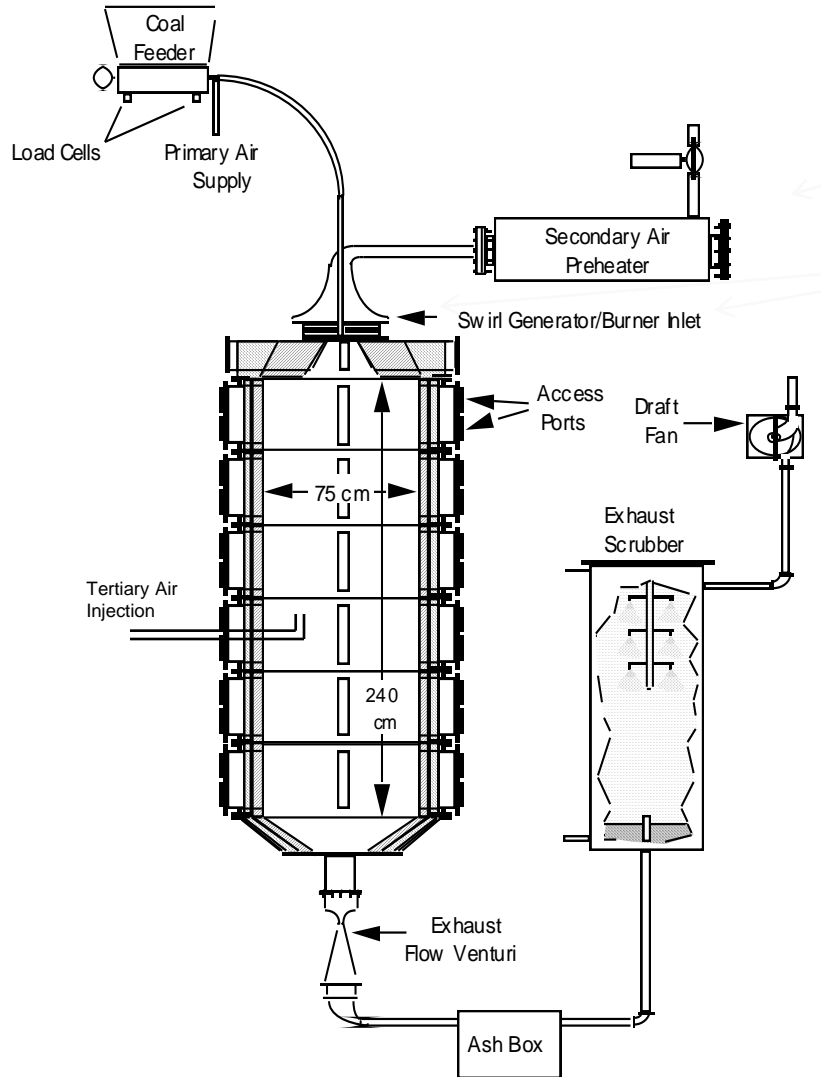 Coal
Feeder
Load Cells
Primary Air
Supply
Secondary Air
Preheater
Swirl Generator/Burner Inlet
Access
Ports
Draft
Fan
75 cm
Exhaust
Scrubber
Tertiary Air
Injection
240
cm
Exhaust
Flow Venturi
Ash Box